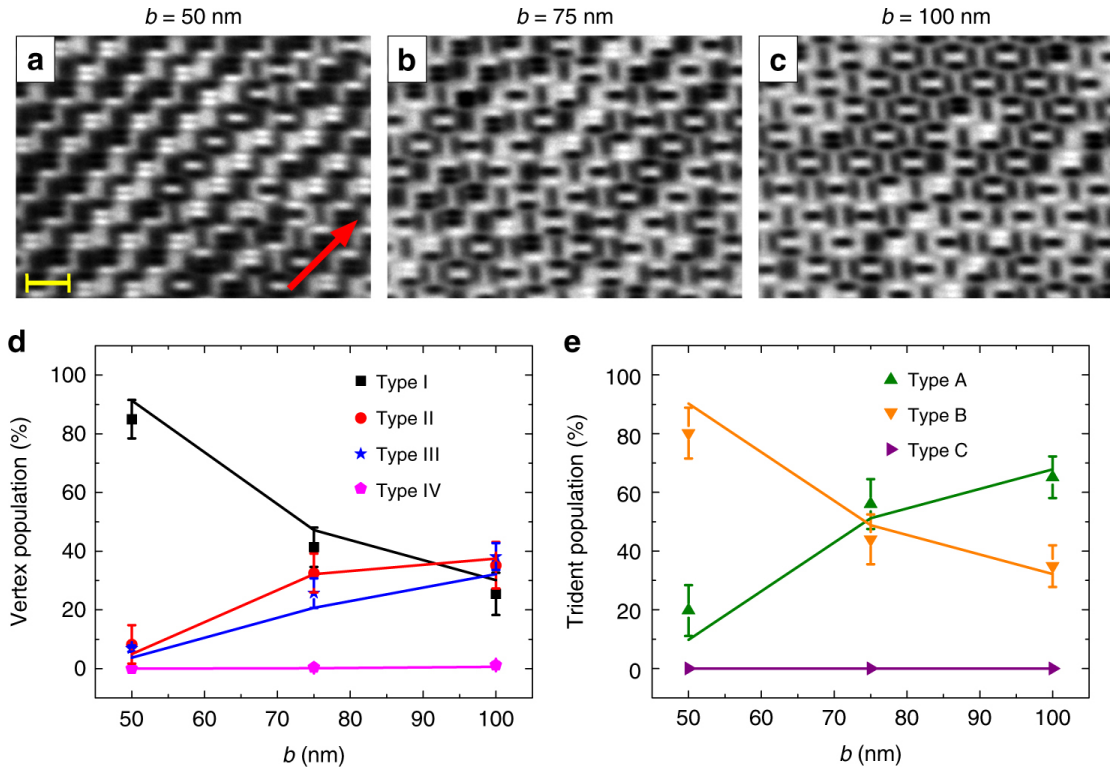 b = 50 nm
b = 75 nm
b = 100 nm
a
b
c
d
100
80
60
40
20
0
Vertex population (%)
Type I
Type II
Type III
Type IV
50
60
70
80
90
100
b (nm)
e
100
80
60
40
20
0
Trident population (%)
Type A
Type B
Type C
50
60
70
80
90
100
b (nm)